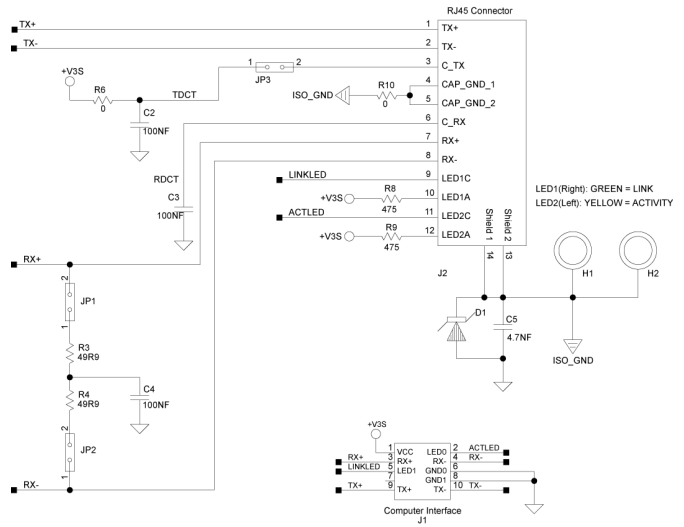 RJ45 Connector
TX+ 1 TX+
TX- 2 TX-
+V3S R6 0 TDCT 1 JP3 2 3 C_TX
C2 100NF
ISO_GND R10 0 4 CAP_GND_1
5 CAP_GND_2
6 C_RX
7 RX+
8 RX-
RDCT
C3 100NF
LINKLED 9 LED1C
+V3S R8 475 10 LED1A
ACTLED 11 LED2C
+V3S R9 475 12 LED2A
Shield 1 14
Shield 2 13
J2
LED1(Right): GREEN = LINK
LED2(Left): YELLOW = ACTIVITY
H1
H2
D1
C5
4.7NF
ISO_GND
RX+
2
JP1
1
R3
49R9
R4
49R9
C4
100NF
2
JP2
1
RX-
+V3S
1 VCC LED0 2 ACTLED
RX+ 3 RX+ RX- 4 RX-
LINKLED 5 LED1 GND0 6
7 GND1 8
TX+ 9 TX+ TX- 10 TX-
Computer Interface
J1